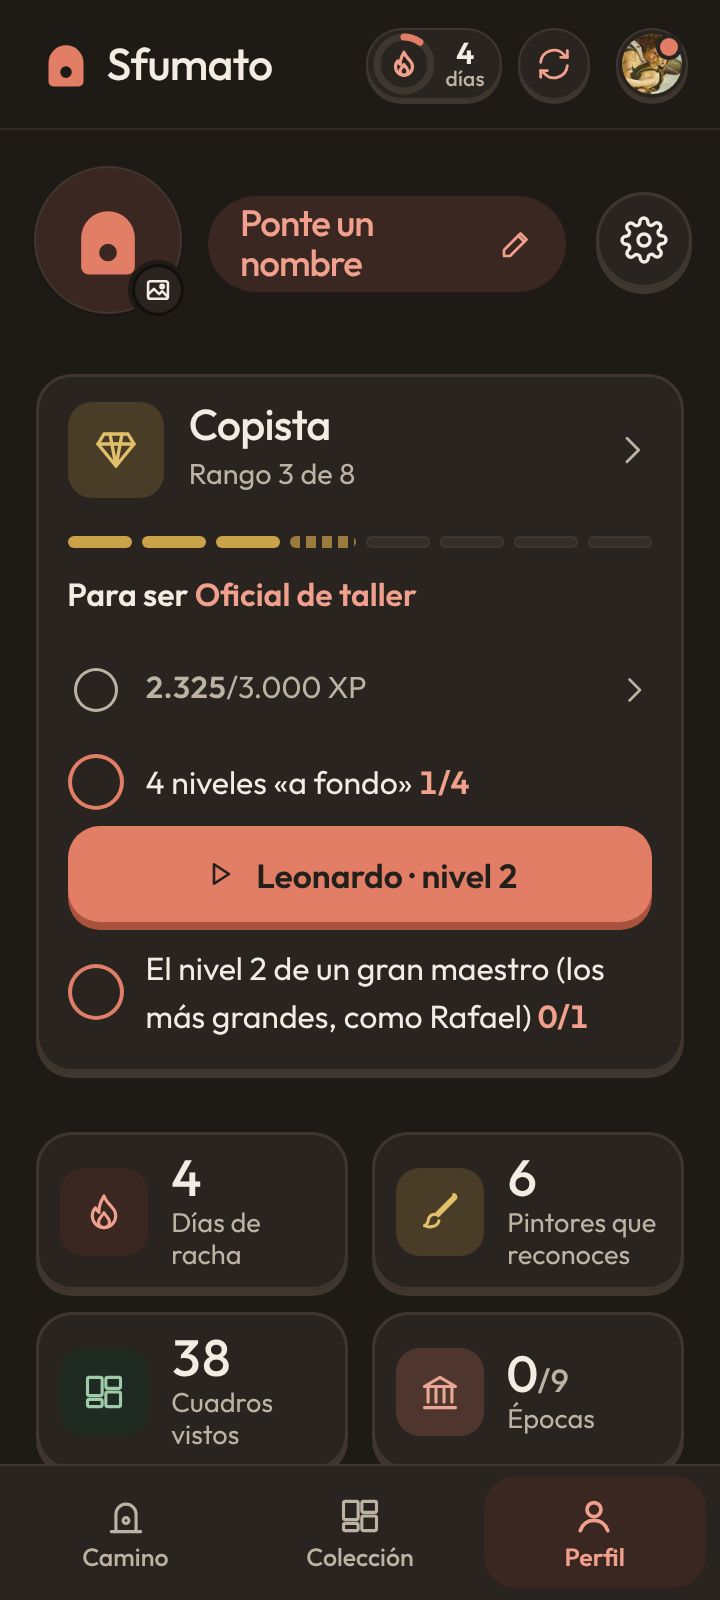 Sfumato
4
días
Ponte un
nombre
Copista
Rango 3 de 8
Para ser Oficial de taller
2.325/3.000 XP
4 niveles «a fondo» 1/4
Leonardo · nivel 2
El nivel 2 de un gran maestro (los
más grandes, como Rafael) 0/1
4
Días de
racha
6
Pintores que
reconoces
38
Cuadros
vistos
0/9
Épocas
Camino
Colección
Perfil